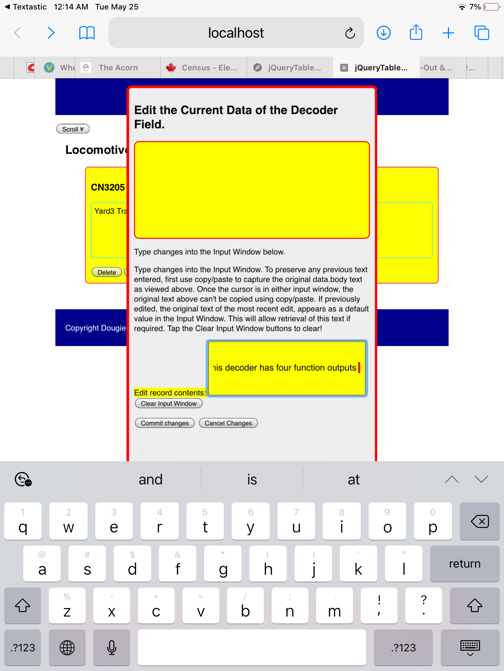 Textastic 12:14 AM Tue May 25 7%
localhost
Whe The Acorn Census - Ele... jQueryTable... jQueryTable... -Out &...
Scroll
Locomotiv
Edit the Current Data of the Decoder
Field.
CN3205
Yard3 Tra
Delete
Type changes into the Input Window below.
Type changes into the Input Window. To preserve any previous text
entered, first use copy/paste to capture the original data.body text
as viewed above. Once the cursor is in either input window, the
original text above can't be copied using copy/paste. If previously
edited, the original text of the most recent edit, appears as a default
value in the Input Window. This will allow retrieval of this text if
required. Tap the Clear Input Window buttons to clear!
Copyright Dougie
his decoder has four function outputs
Edit record contents:
Clear Input Window
Commit changes Cancel Changes
and is at
1 2 3 4 5 6 7 8 9 0
q w e r t y u i o p
@ # $ & * ( ) ' "
a s d f g h j k l return
% - + = / ; : ! ?
z x c v b n m , .
.?123 .?123